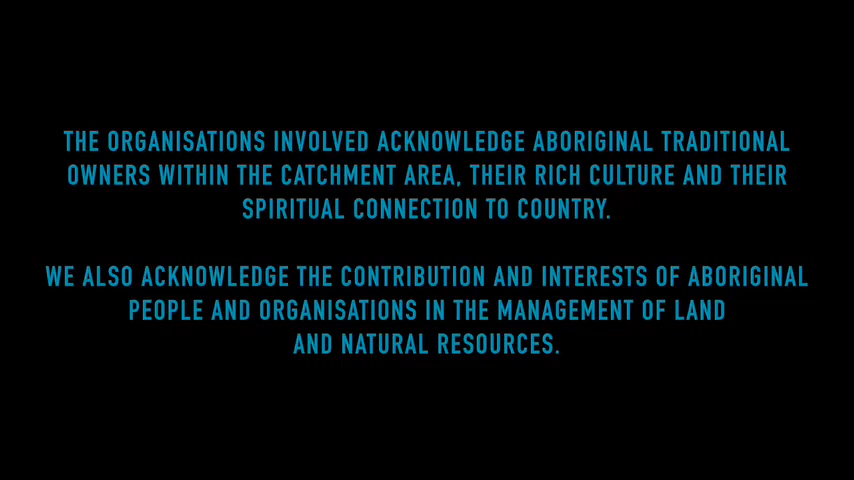 THE ORGANISATIONS INVOLVED ACKNOWLEDGE ABORIGINAL TRADITIONAL
OWNERS WITHIN THE CATCHMENT AREA, THEIR RICH CULTURE AND THEIR
SPIRITUAL CONNECTION TO COUNTRY.
WE ALSO ACKNOWLEDGE THE CONTRIBUTION AND INTERESTS OF ABORIGINAL
PEOPLE AND ORGANISATIONS IN THE MANAGEMENT OF LAND
AND NATURAL RESOURCES.